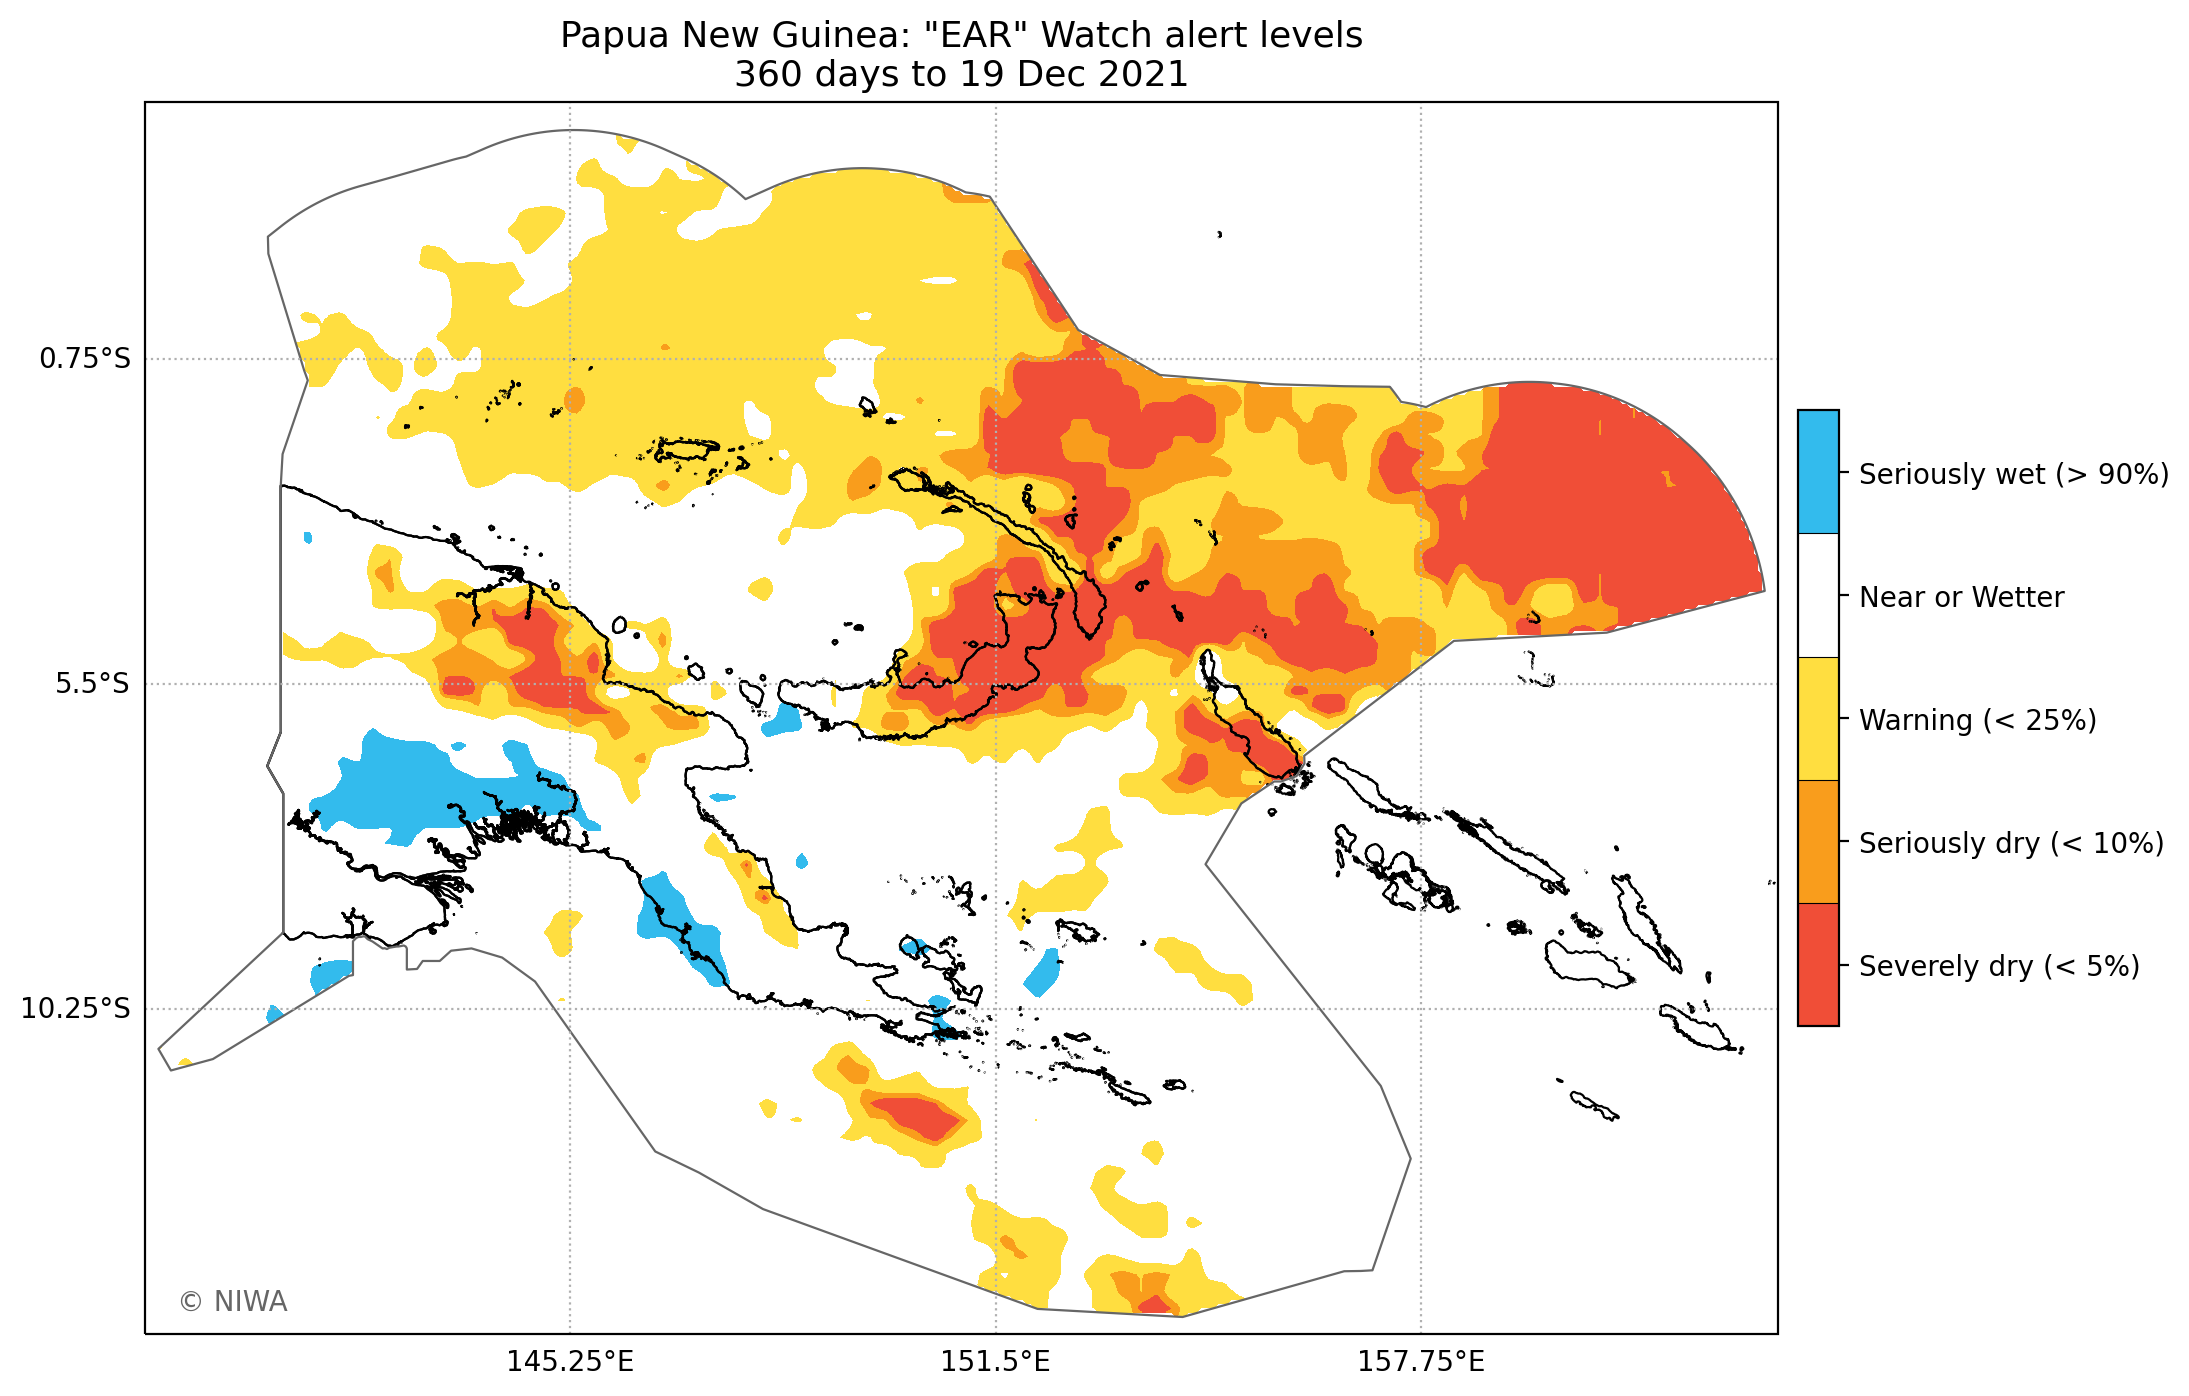 Papua New Guinea: "EAR" Watch alert levels
360 days to 19 Dec 2021
0.75°S
5.5°S
10.25°S
145.25°E
151.5°E
157.75°E
© NIWA
Seriously wet (> 90%)
Near or Wetter
Warning (< 25%)
Seriously dry (< 10%)
Severely dry (< 5%)